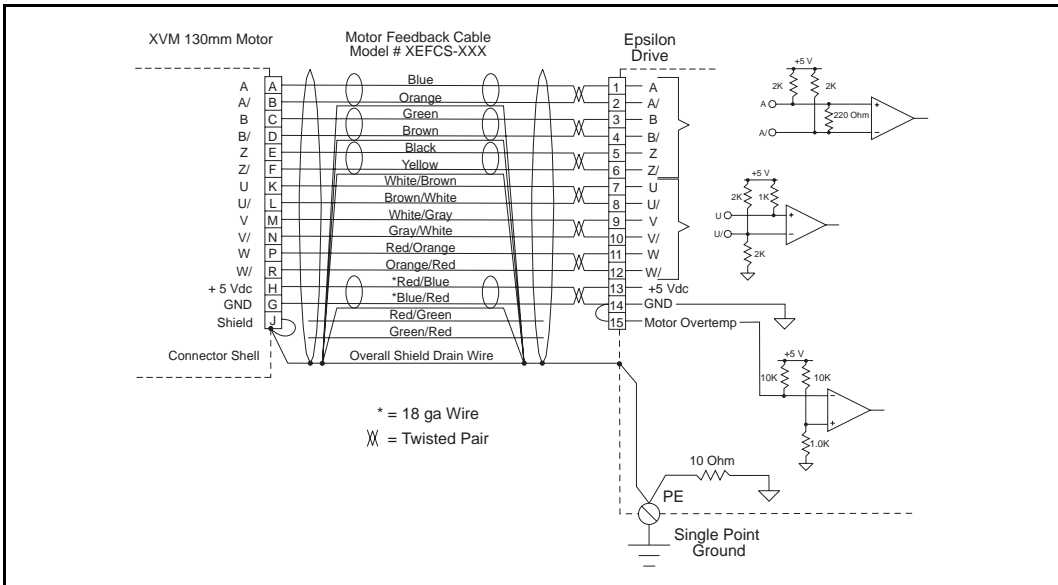 XVM 130mm Motor
Motor Feedback Cable
Model # XEFCS-XXX
Epsilon
Drive
A A Blue 1 A
A/ B Orange 2 A/
B C Green 3 B
B/ D Brown 4 B/
Z E Black 5 Z
Z/ F Yellow 6 Z/
U K White/Brown 7 U
U/ L Brown/White 8 U/
V M White/Gray 9 V
V/ N Gray/White 10 V/
W P Red/Orange 11 W
W/ R Orange/Red 12 W/
+ 5 Vdc H *Red/Blue 13 +5 Vdc
GND G *Blue/Red 14 GND
Shield J Red/Green 15 Motor Overtemp
Green/Red
Connector Shell
Overall Shield Drain Wire
* = 18 ga Wire
= Twisted Pair
+5 V
2K 2K
A +
220 Ohm
A/ −
+5 V
2K 1K
U +
U/ −
2K
+5 V
10K 10K
−
+
1.0K
10 Ohm
PE
Single Point
Ground